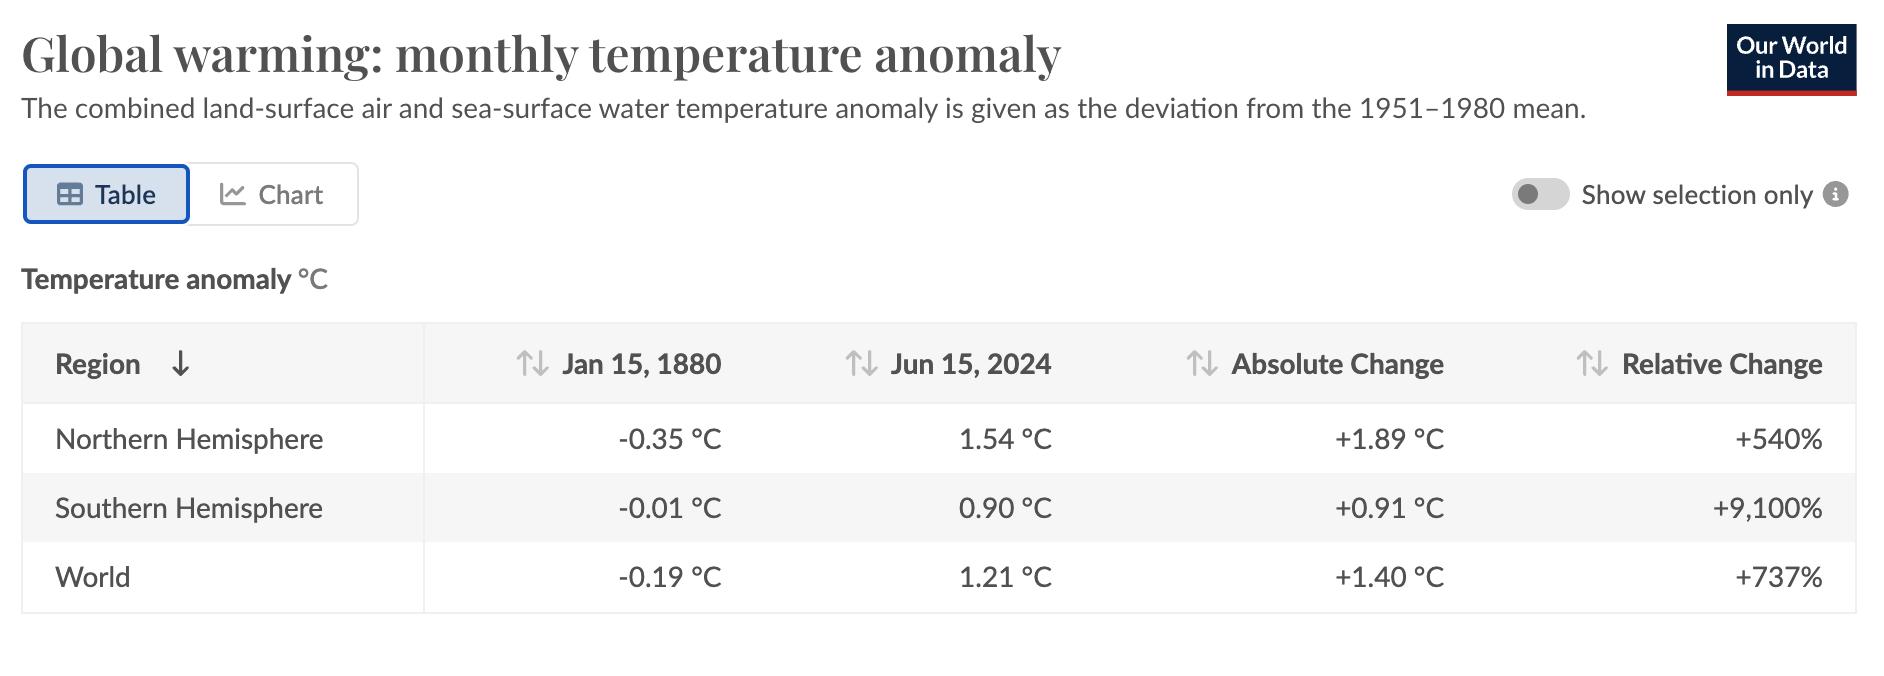 Global warming: monthly temperature anomaly
Our World
in Data
The combined land-surface air and sea-surface water temperature anomaly is given as the deviation from the 1951–1980 mean.
Table Chart Show selection only
Temperature anomaly °C
Region Jan 15, 1880 Jun 15, 2024 Absolute Change Relative Change
Northern Hemisphere -0.35 °C 1.54 °C +1.89 °C +540%
Southern Hemisphere -0.01 °C 0.90 °C +0.91 °C +9,100%
World -0.19 °C 1.21 °C +1.40 °C +737%